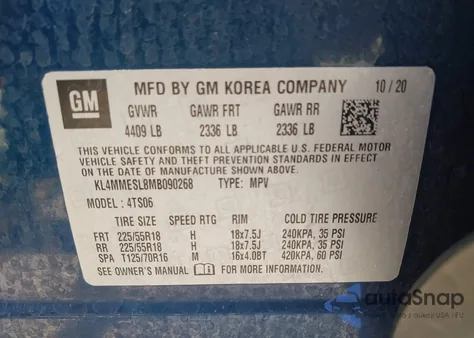 GM
MFD BY GM KOREA COMPANY 10/20
GVWR GAWR FRT GAWR RR
4409 LB 2336 LB 2336 LB
THIS VEHICLE CONFORMS TO ALL APPLICABLE U.S. FEDERAL MOTOR
VEHICLE SAFETY AND THEFT PREVENTION STANDARDS IN EFFECT ON THE
DATE OF MANUFACTURE SHOWN ABOVE.
KL4MMESL8MB090268 TYPE: MPV
MODEL : 4TS06
TIRE SIZE SPEED RTG RIM COLD TIRE PRESSURE
FRT 225/55R18 H 18x7.5J 240KPA, 35 PSI
RR 225/55R18 H 18x7.5J 240KPA, 35 PSI
SPA T125/70R16 M 16x4.0BT 420KPA, 60 PSI
SEE OWNER'S MANUAL FOR MORE INFORMATION.
autoSnap